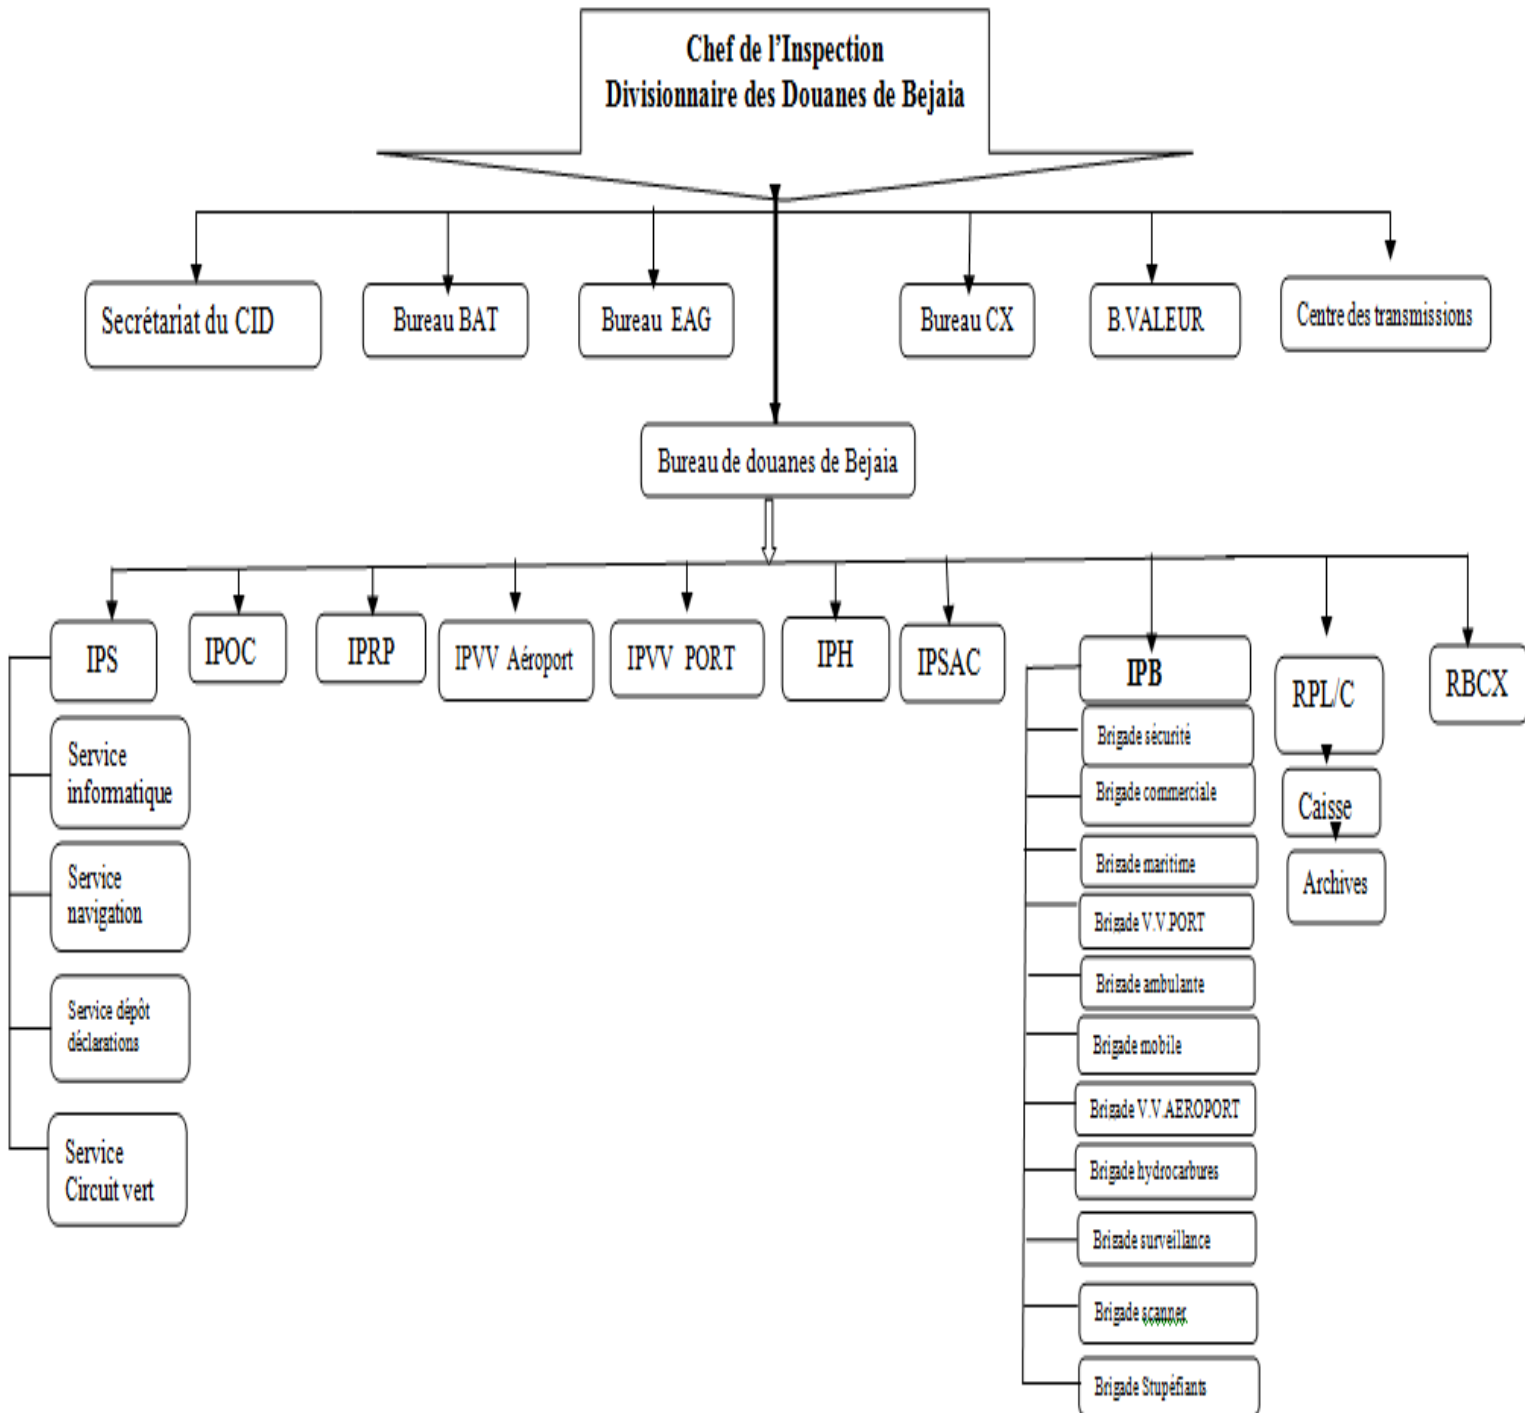 Chef de l'Inspection
Divisionnaire des Douanes de Bejaia
Secrétariat du CID
Bureau BAT
Bureau EAG
Bureau CX
B.VALEUR
Centre des transmissions
Bureau de douanes de Bejaia
IPS
IPOC
IPRP
IPVV Aéroport
IPVV PORT
IPH
IPSAC
IPB
RPL/C
RBCX
Service
informatique
Service
navigation
Service dépôt
déclarations
Service
Circuit vert
Brigade sécurité
Brigade commerciale
Brigade maritime
Brigade V.V.PORT
Brigade ambulante
Brigade mobile
Brigade V.V.AEROPORT
Brigade hydrocarbures
Brigade surveillance
Brigade scanner
Brigade Stupéfiants
Caisse
Archives